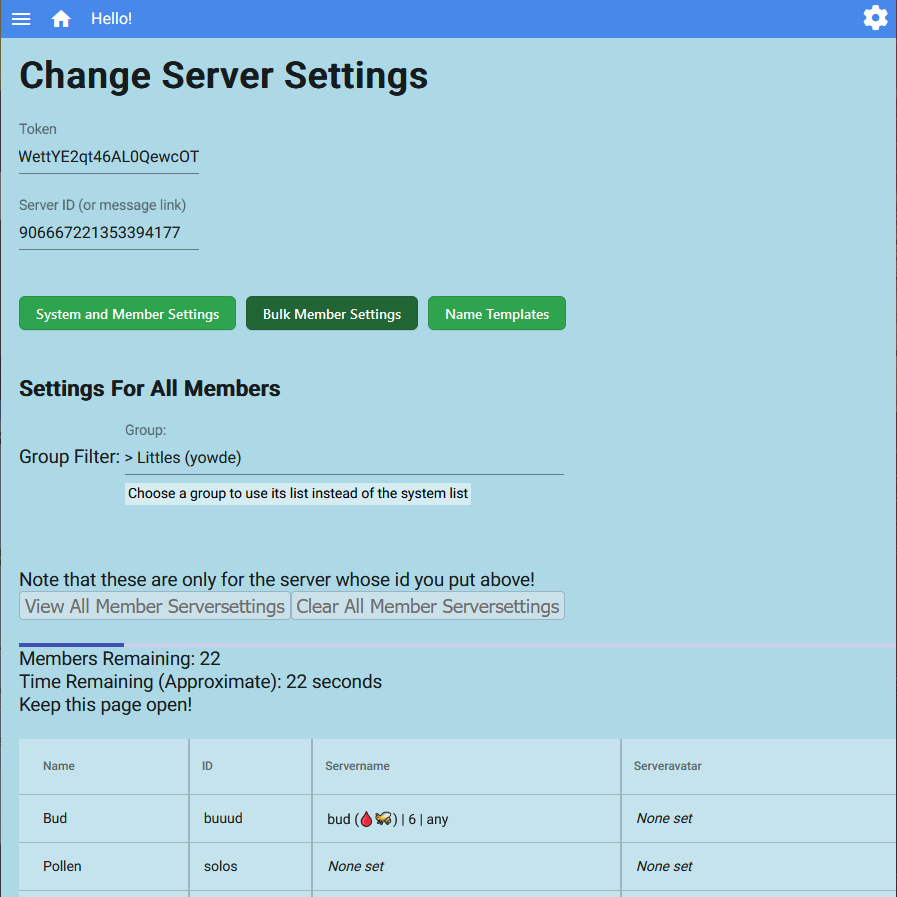 Hello!
Change Server Settings
Token
WettYE2qt46AL0QewcOT
Server ID (or message link)
906667221353394177
System and Member Settings Bulk Member Settings Name Templates
Settings For All Members
Group:
Group Filter: > Littles (yowde)
Choose a group to use its list instead of the system list
Note that these are only for the server whose id you put above!
View All Member Serversettings Clear All Member Serversettings
Members Remaining: 22
Time Remaining (Approximate): 22 seconds
Keep this page open!
Name ID Servername Serveravatar
Bud buuud bud (🩸🐝) | 6 | any None set
Pollen solos None set None set